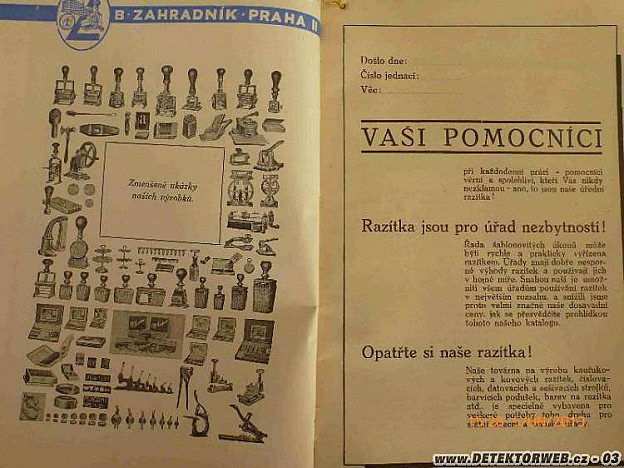 B · ZAHRADNÍK · PRAHA II
Zmenšené ukázky
našich výrobků.
Došlo dne:
Číslo jednací:
Věc:
VAŠI POMOCNÍCI
při každodenní práci - pomocníci
věrní a spolehliví, kteří Vás nikdy
nezklamou - ano, to jsou naše úřední
razítka!
Razítka jsou pro úřad nezbytností!
Řada šablonovitých úkonů může
býti rychle a prakticky vyřízena
razítkem. Úřady znají dobře nespor-
né výhody razítek a používají jich
v hojné míře. Snahou naší je umož-
niti všem úřadům používání razítek
v největším rozsahu, a snížili jsme
proto velmi značně naše dosavadní
ceny, jak se přesvědčíte prohlídkou
tohoto našeho katalogu.
Opatřte si naše razítka!
Naše továrna na výrobu kaučuko-
vých a kovových razítek, číslova-
cích, datovacích a sešívacích strojků,
barvicích podušek, barev na razítka
atd., je specielně vybavena pro
veškeré potřeby toho druhu pro
www.DETEKTORWEB.cz - 03